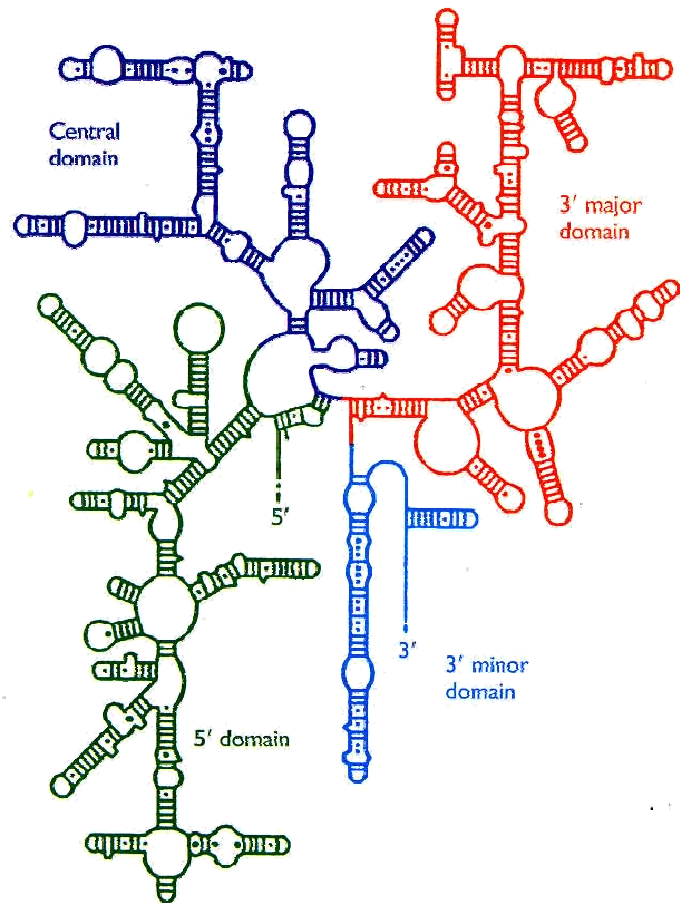 Central
domain
3′ major
domain
5′
3′
3′ minor
domain
5′ domain